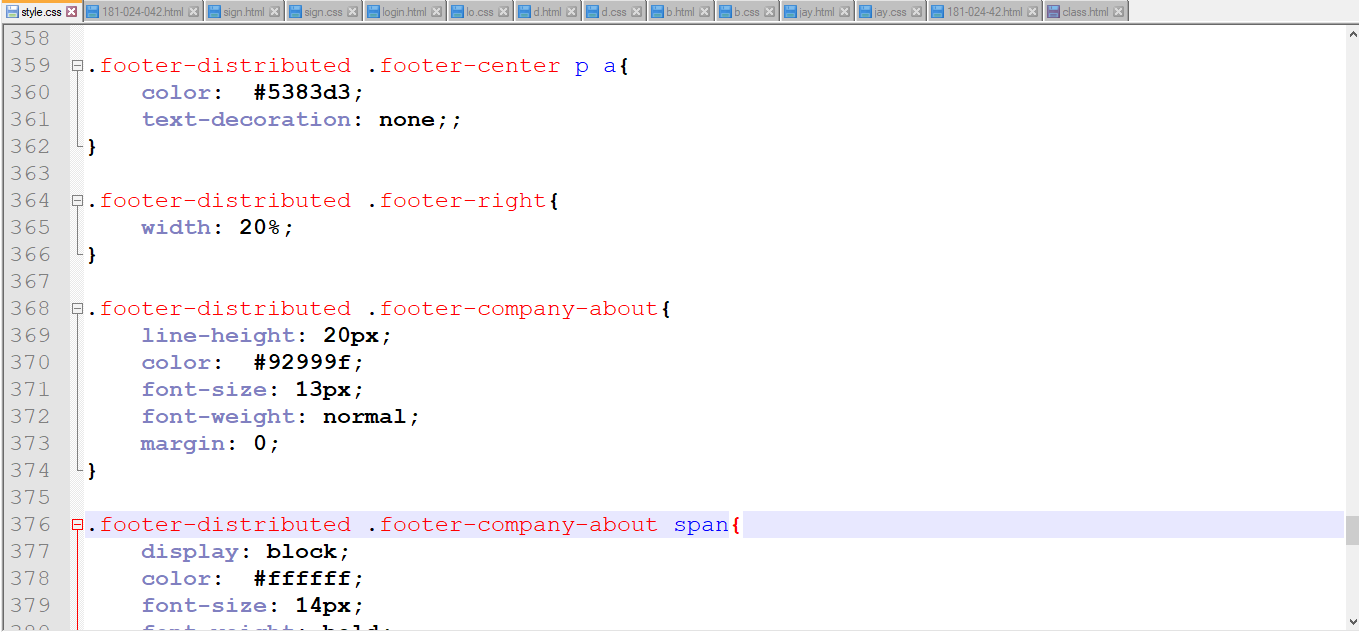 style.css 181-024-042.html sign.html sign.css login.html lo.css d.html d.css b.html b.css jay.html jay.css 181-024-42.html class.html
358
359 .footer-distributed .footer-center p a{
360 color:  #5383d3;
361 text-decoration: none;;
362 }
363
364 .footer-distributed .footer-right{
365 width: 20%;
366 }
367
368 .footer-distributed .footer-company-about{
369 line-height: 20px;
370 color:  #92999f;
371 font-size: 13px;
372 font-weight: normal;
373 margin: 0;
374 }
375
376 .footer-distributed .footer-company-about span{
377 display: block;
378 color:  #ffffff;
379 font-size: 14px;
380 font-weight: bold;